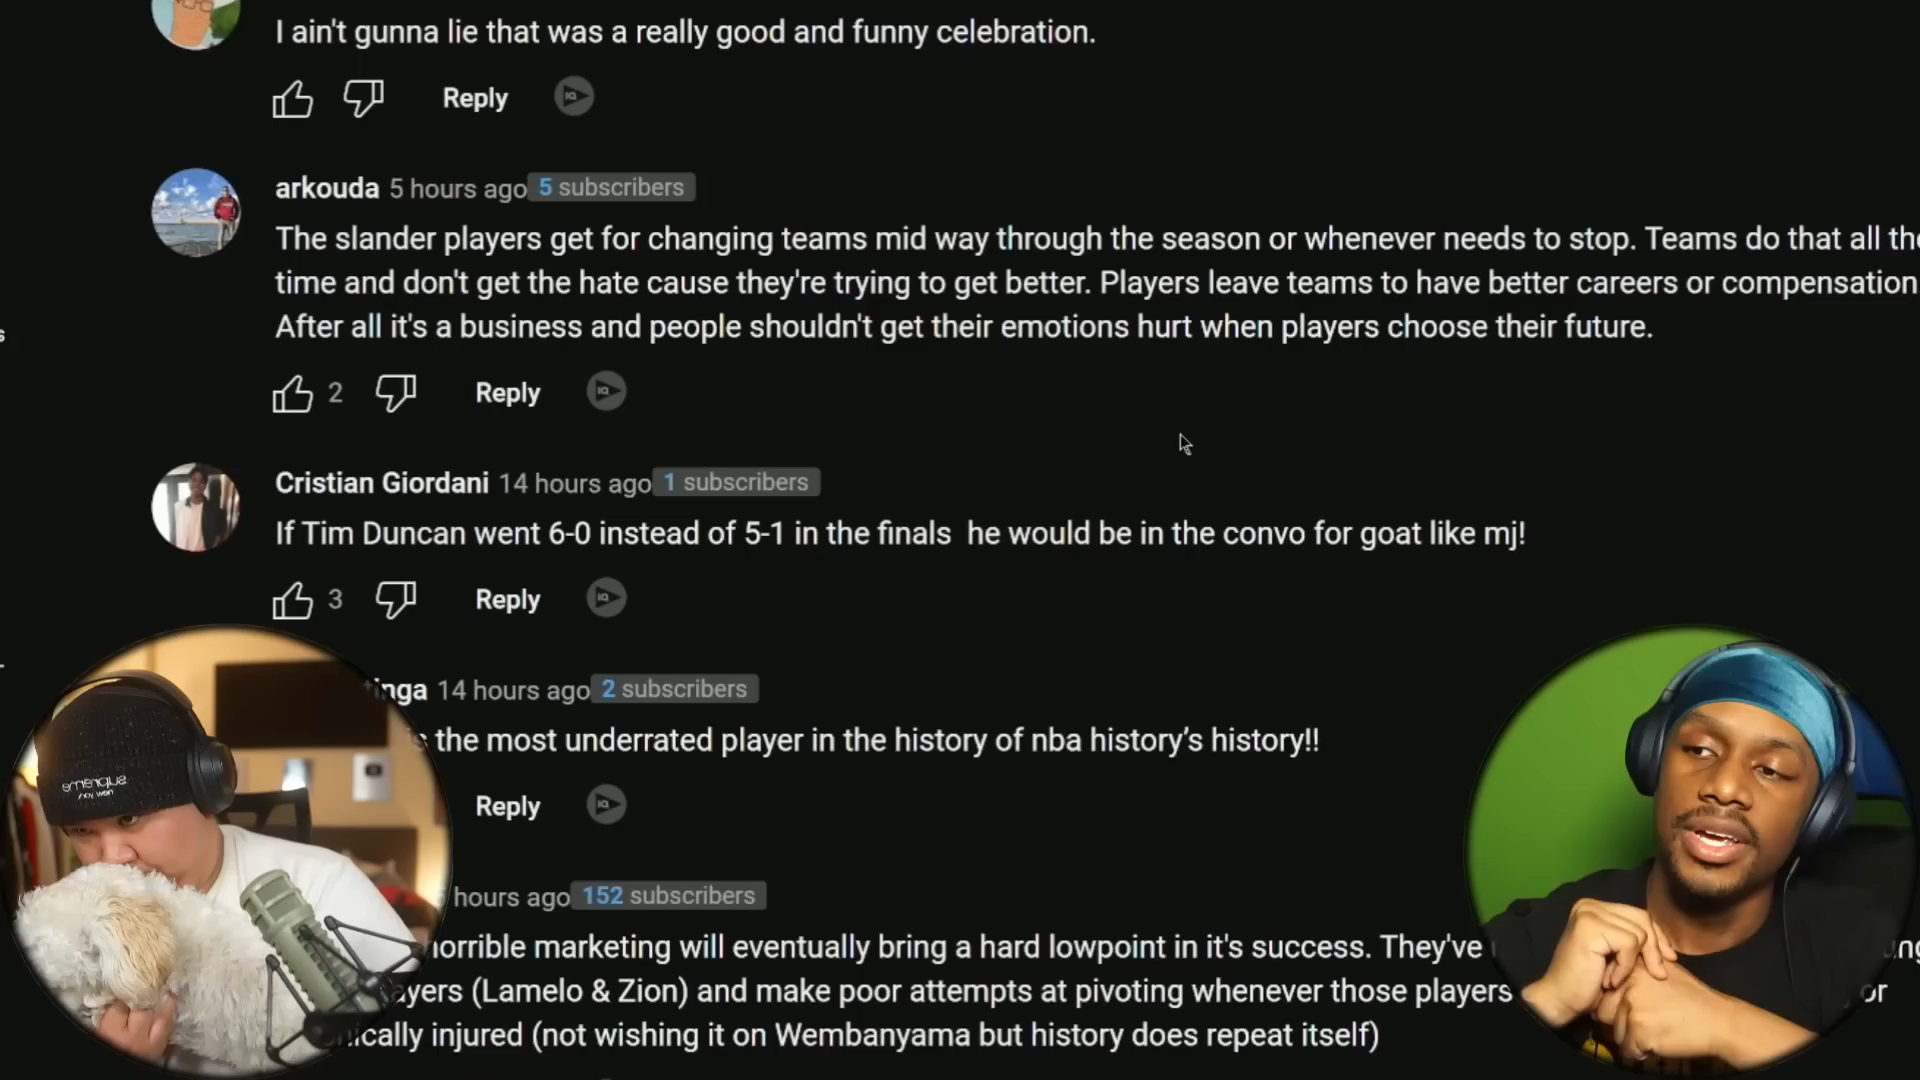 I ain't gunna lie that was a really good and funny celebration.
Reply
arkouda 5 hours ago 5 subscribers
The slander players get for changing teams mid way through the season or whenever needs to stop. Teams do that all the
time and don't get the hate cause they're trying to get better. Players leave teams to have better careers or compensation
After all it's a business and people shouldn't get their emotions hurt when players choose their future.
2 Reply
Cristian Giordani 14 hours ago 1 subscribers
If Tim Duncan went 6-0 instead of 5-1 in the finals he would be in the convo for goat like mj!
3 Reply
tinga 14 hours ago 2 subscribers
s the most underrated player in the history of nba history's history!!
Reply
hours ago 152 subscribers
horrible marketing will eventually bring a hard lowpoint in it's success. They've
ayers (Lamelo & Zion) and make poor attempts at pivoting whenever those players or
nically injured (not wishing it on Wembanyama but history does repeat itself)